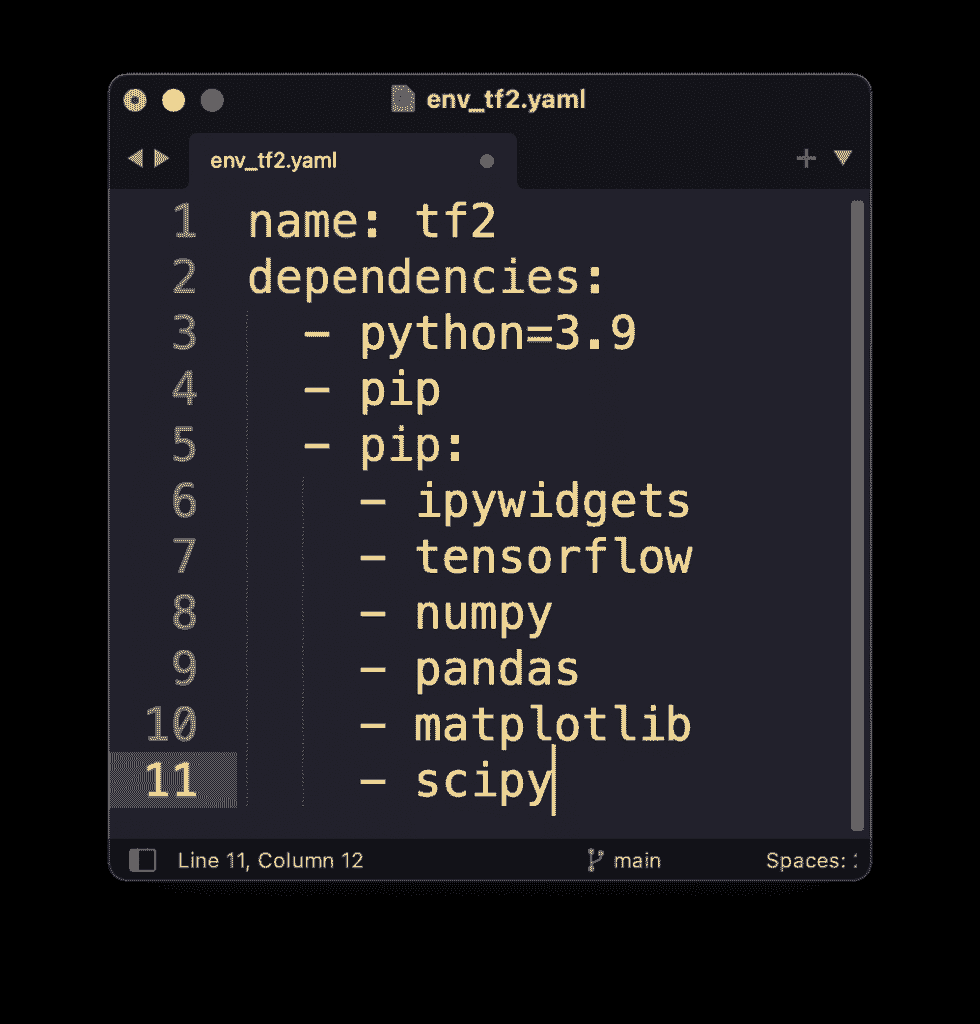 env_tf2.yaml
env_tf2.yaml
1 name: tf2
2 dependencies:
3   - python=3.9
4   - pip
5   - pip:
6     - ipywidgets
7     - tensorflow
8     - numpy
9     - pandas
10     - matplotlib
11     - scipy
Line 11, Column 12 main Spaces: